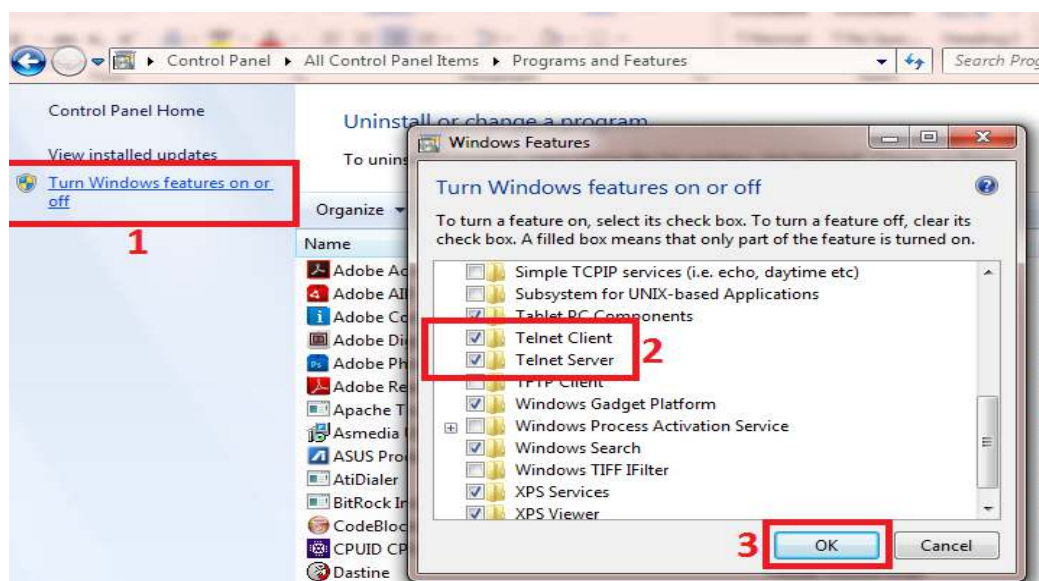 Control Panel ▸ All Control Panel Items ▸ Programs and Features
Search Prog
Control Panel Home
View installed updates
Turn Windows features on or
off
1
Uninstall or change a program
To unins
Organize
Name
Adobe Ac
Adobe AI
Adobe Co
Adobe Di
Adobe Ph
Adobe Re
Apache T
Asmedia
ASUS Pro
AtiDialer
BitRock In
CodeBloc
CPUID CP
Dastine
Windows Features
Turn Windows features on or off
To turn a feature on, select its check box. To turn a feature off, clear its
check box. A filled box means that only part of the feature is turned on.
Simple TCPIP services (i.e. echo, daytime etc)
Subsystem for UNIX-based Applications
Tablet PC Components
Telnet Client
Telnet Server
2
TFTP Client
Windows Gadget Platform
Windows Process Activation Service
Windows Search
Windows TIFF IFilter
XPS Services
XPS Viewer
3
OK
Cancel